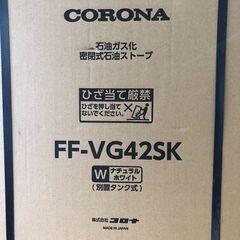 CORONA
石油ガス化
密閉式石油ストーブ
ひざ当て厳禁
ひざを押し当て
ないでください。
FF-VG42SK
W ナチュラル
ホワイト
(別置タンク式)
株式会社 コロナ
MADE IN JAPAN